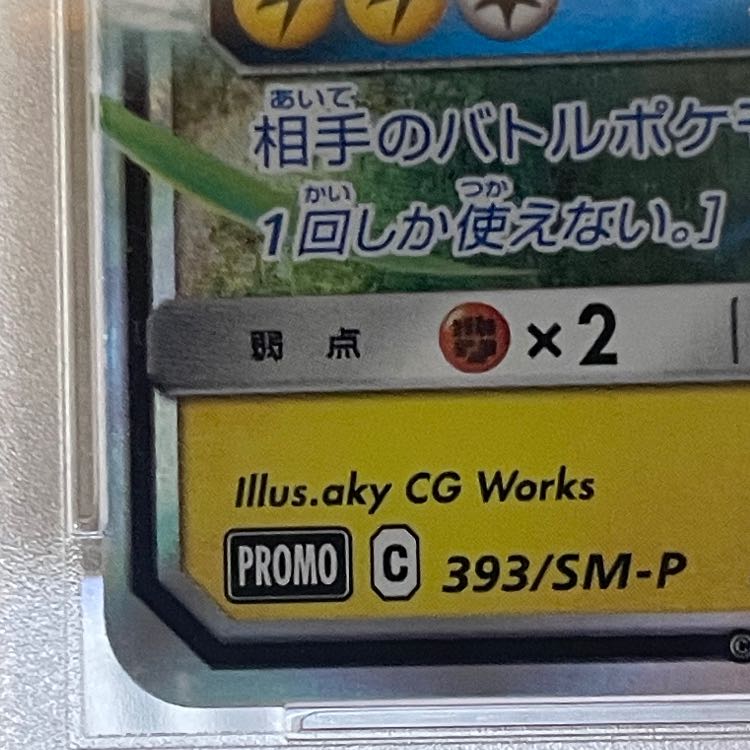 あいて
相手のバトルポケモ
かい つか
1回しか使えない。]
弱 点 ×2
Illus.aky CG Works
PROMO C 393/SM-P
©